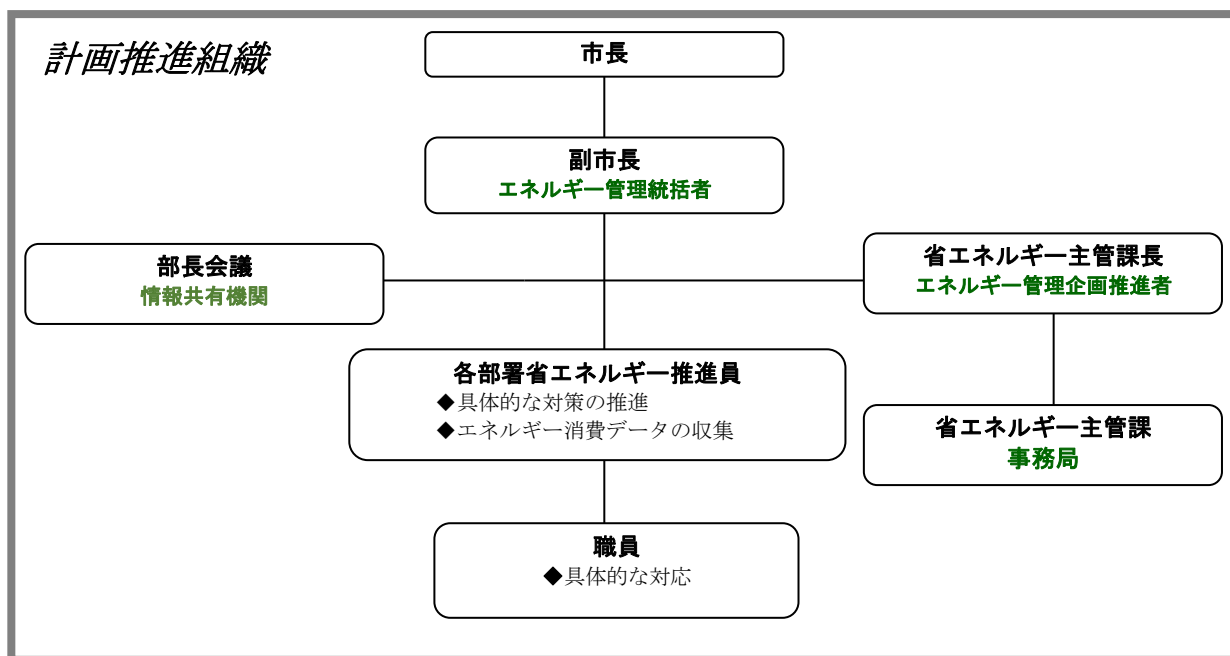 計画推進組織
市長
副市長
エネルギー管理統括者
部長会議
情報共有機関
省エネルギー主管課長
エネルギー管理企画推進者
各部署省エネルギー推進員
◆具体的な対策の推進
◆エネルギー消費データの収集
省エネルギー主管課
事務局
職員
◆具体的な対応